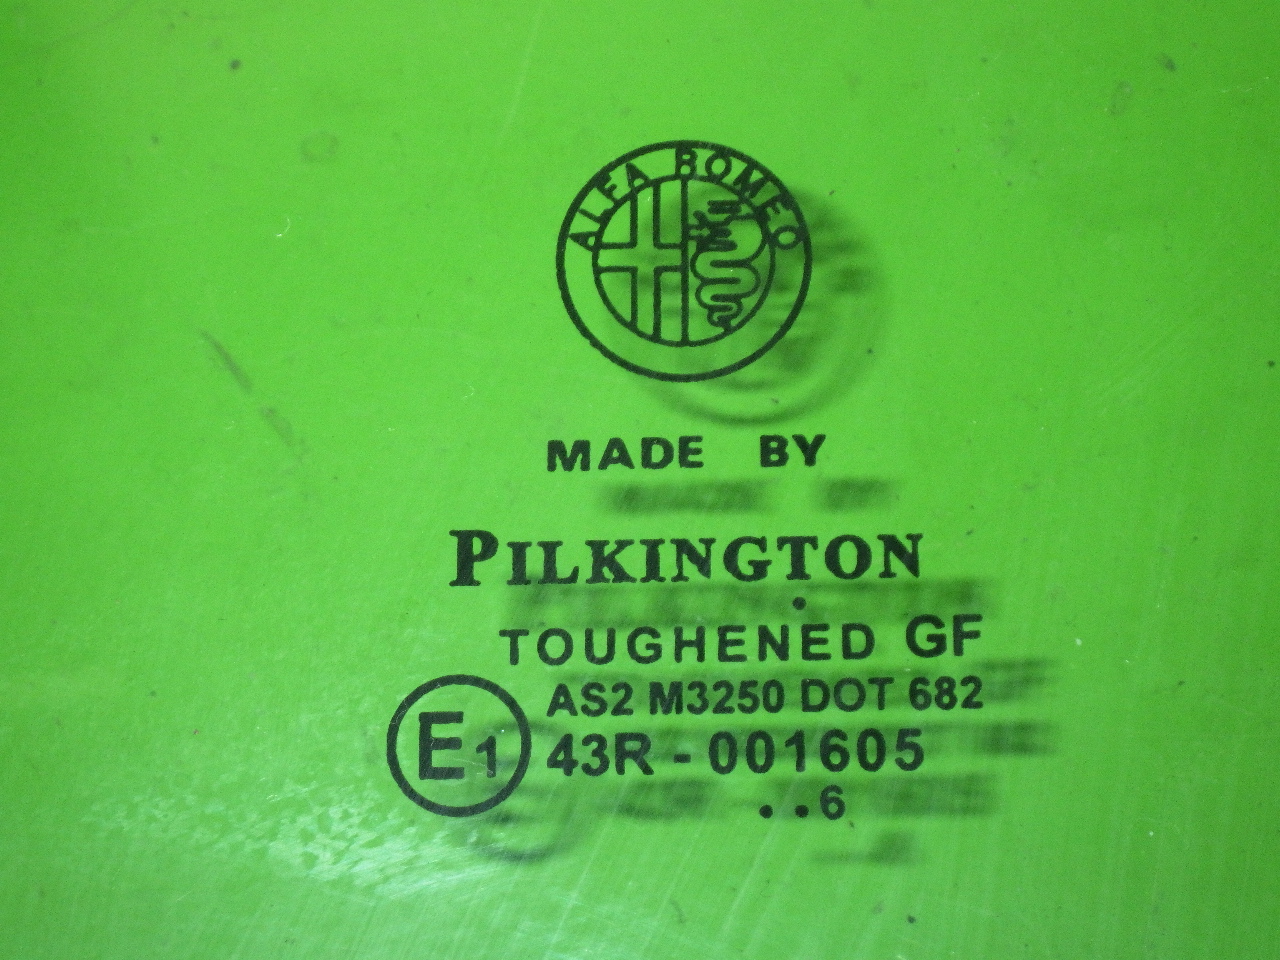 ALFA ROMEO
MADE BY
PILKINGTON
.
TOUGHENED GF
AS2 M3250 DOT 682
E1 43R - 001605
. . 6